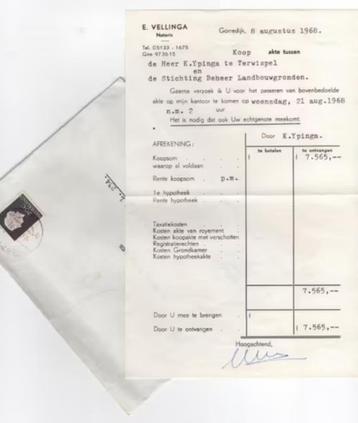 E. VELLINGA
Notaris
Gorredijk, 8 augustus 1968.
Tel. 05133 - 1675
Giro 973615
Koop akte tussen
de Heer K.Ypinga te Terwispel
en
de Stichting Beheer Landbouwgronden.
Gaarne verzoek ik U voor het passeren van bovenbedoelde
akte op mijn kantoor te komen op woensdag, 21 aug.1968
n.m. 2 uur
Het is nodig dat ook Uw echtgenote meekomt.
Door K.Ypinga.
AFREKENING:
te betalen te ontvangen
Koopsom 7.565,--
waarop al voldaan
Rente koopsom p.m.
1e hypotheek
Rente hypotheek
Taxatiekosten
Kosten akte van royement
Kosten koopakte met verschotten
Registratierechten
Kosten Grondkamer
Kosten hypotheekakte
7.565,--
Door U mee te brengen
Door U te ontvangen 7.565,--
Hoogachtend,